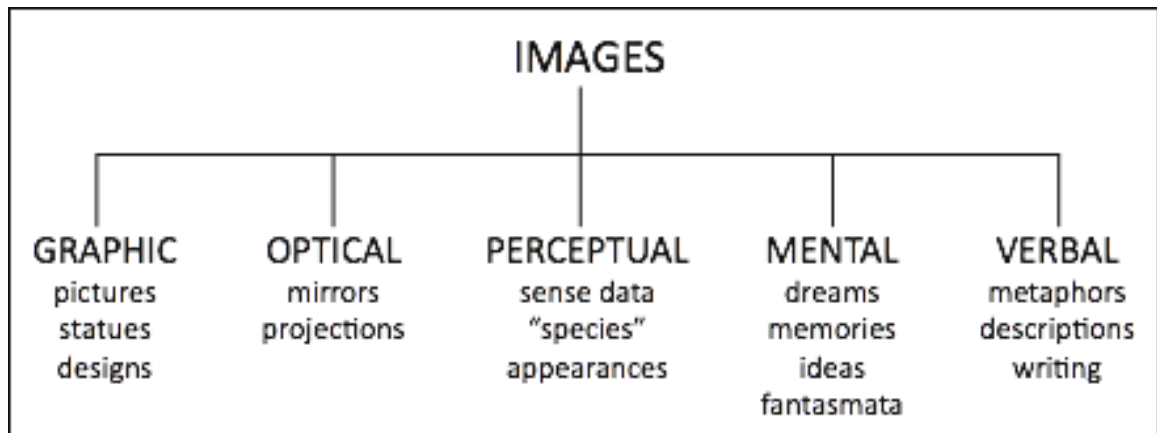 IMAGES
GRAPHIC
pictures
statues
designs
OPTICAL
mirrors
projections
PERCEPTUAL
sense data
“species”
appearances
MENTAL
dreams
memories
ideas
fantasmata
VERBAL
metaphors
descriptions
writing